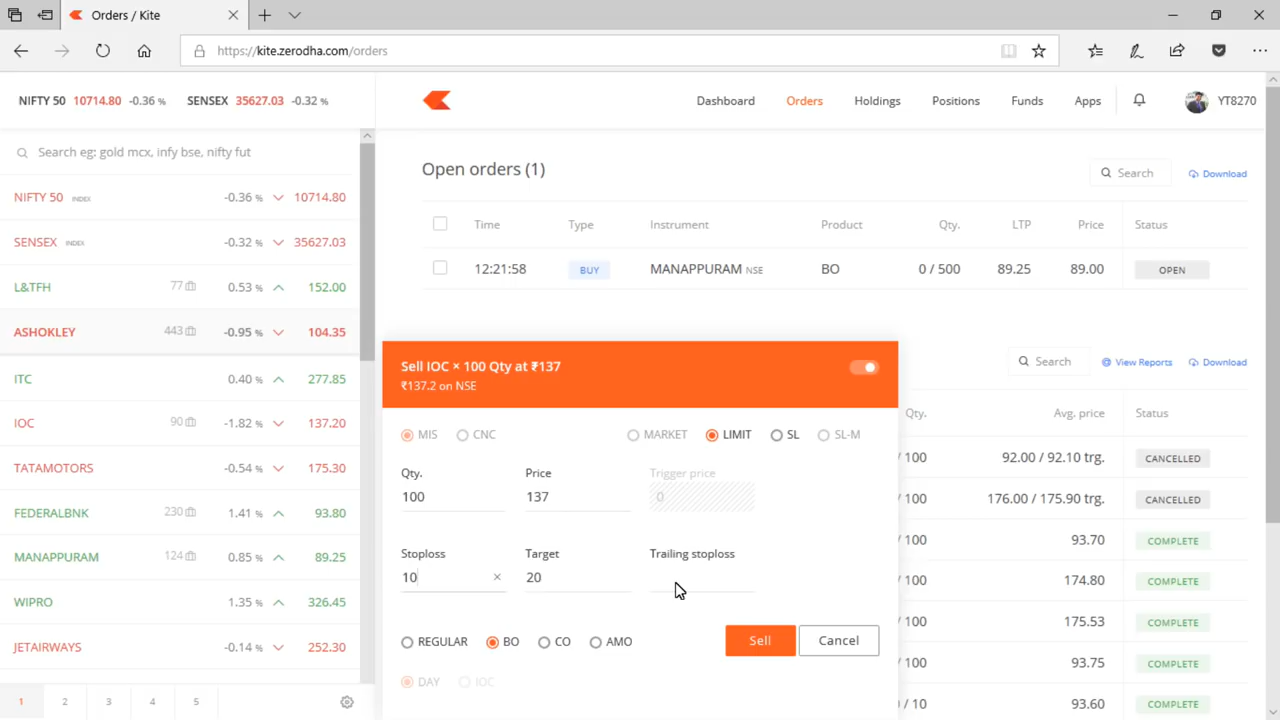 Orders / Kite
https://kite.zerodha.com/orders
NIFTY 50 10714.80 -0.36 % SENSEX 35627.03 -0.32 %
Dashboard Orders Holdings Positions Funds Apps YT8270
Search eg: gold mcx, infy bse, nifty fut
NIFTY 50 INDEX -0.36 % 10714.80
SENSEX INDEX -0.32 % 35627.03
L&TFH 77 0.53 % 152.00
ASHOKLEY 443 -0.95 % 104.35
ITC 0.40 % 277.85
IOC 90 -1.82 % 137.20
TATAMOTORS -0.54 % 175.30
FEDERALBNK 230 1.41 % 93.80
MANAPPURAM 124 0.85 % 89.25
WIPRO 1.35 % 326.45
JETAIRWAYS -0.14 % 252.30
1 2 3 4 5
Open orders (1)
Search Download
Time Type Instrument Product Qty. LTP Price Status
12:21:58 BUY MANAPPURAM NSE BO 0 / 500 89.25 89.00 OPEN
Search View Reports Download
Qty. Avg. price Status
/ 100 92.00 / 92.10 trg. CANCELLED
/ 100 176.00 / 175.90 trg. CANCELLED
/ 100 93.70 COMPLETE
/ 100 174.80 COMPLETE
/ 100 175.53 COMPLETE
/ 100 93.75 COMPLETE
/ 10 93.60 COMPLETE
Sell IOC × 100 Qty at ₹137
₹137.2 on NSE
MIS CNC MARKET LIMIT SL SL-M
Qty. Price Trigger price
100 137 0
Stoploss Target Trailing stoploss
10 20
REGULAR BO CO AMO Sell Cancel
DAY IOC